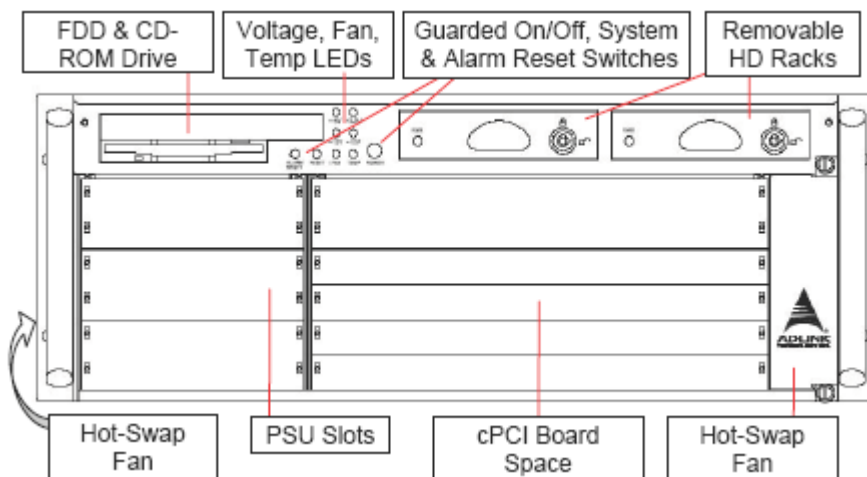 FDD & CD-
ROM Drive
Voltage, Fan,
Temp LEDs
Guarded On/Off, System
& Alarm Reset Switches
Removable
HD Racks
ADLINK
Hot-Swap
Fan
PSU Slots
cPCI Board
Space
Hot-Swap
Fan